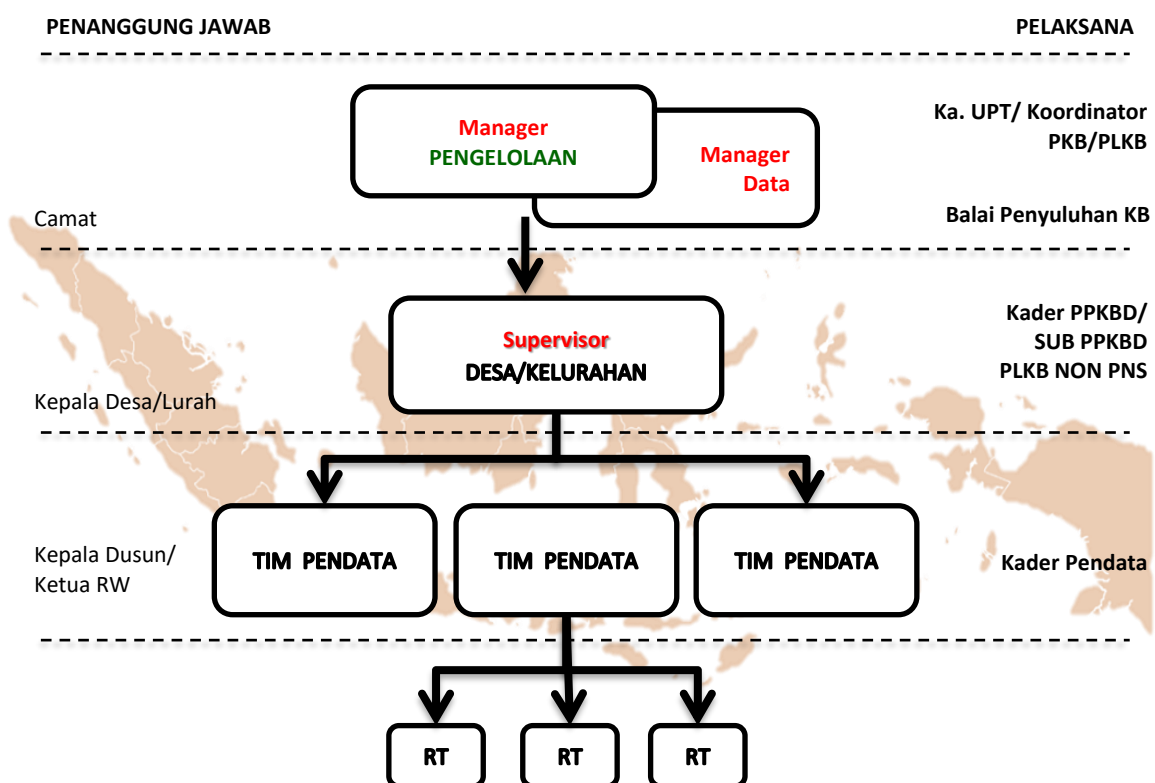 PENANGGUNG JAWAB
PELAKSANA
Manager
PENGELOLAAN
Manager
Data
Ka. UPT/ Koordinator
PKB/PLKB
Camat
Balai Penyuluhan KB
Supervisor
DESA/KELURAHAN
Kader PPKBD/
SUB PPKBD
PLKB NON PNS
Kepala Desa/Lurah
Kepala Dusun/
Ketua RW
TIM PENDATA
TIM PENDATA
TIM PENDATA
Kader Pendata
RT
RT
RT